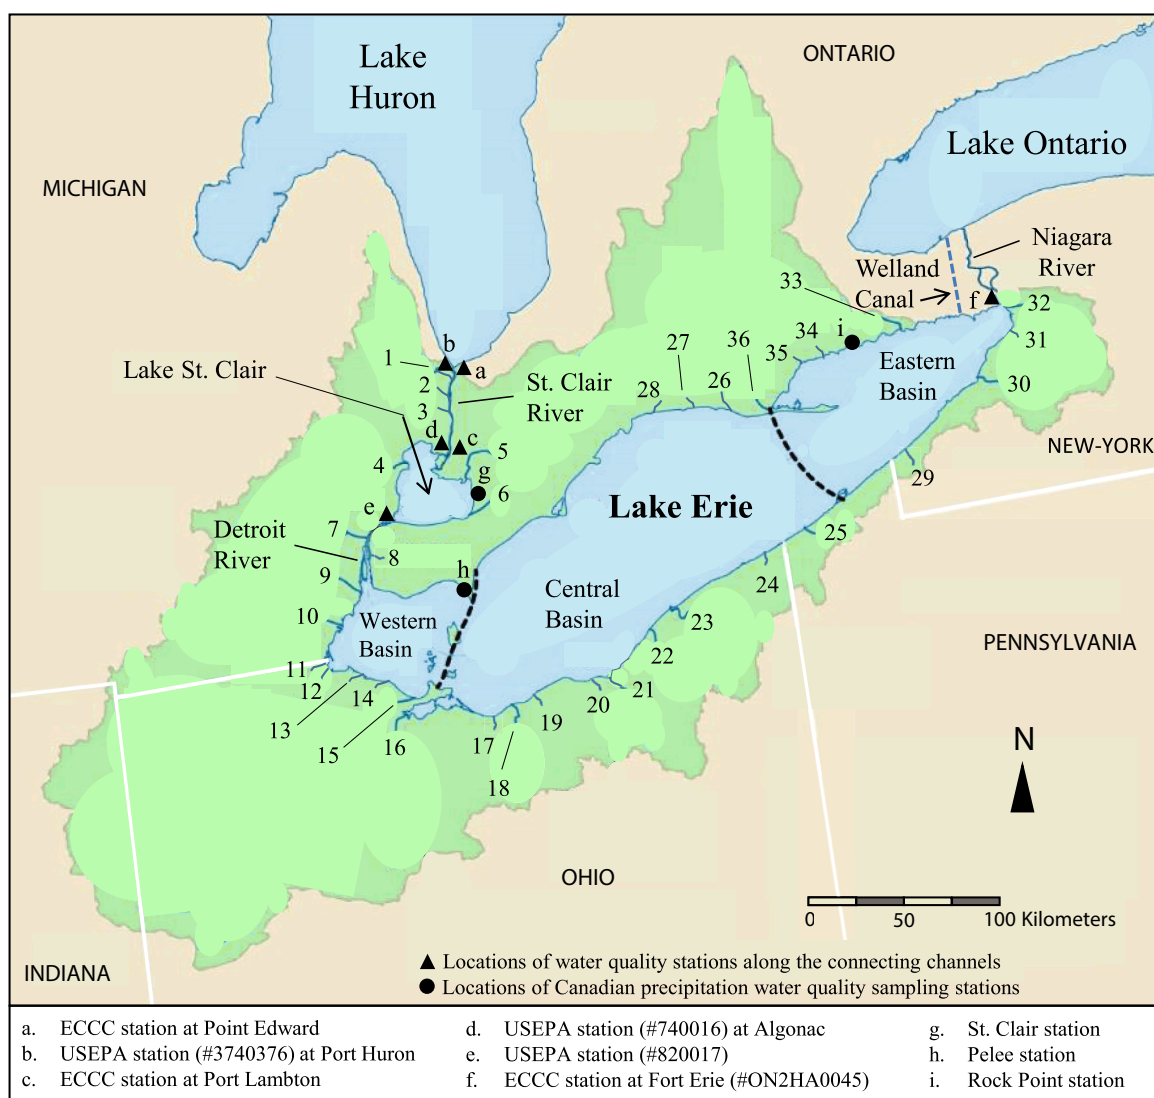 Lake
Huron
ONTARIO
Lake Ontario
MICHIGAN
Niagara
River
Welland
Canal
f
33
32
31
34
i
35
36
27
26
28
Eastern
Basin
30
NEW-YORK
29
b
a
1
2
3
Lake St. Clair
St. Clair
River
d
c
5
4
g
6
e
7
8
Detroit
River
9
h
10
Lake Erie
Central
Basin
Western
Basin
25
24
23
22
21
20
19
18
17
16
15
14
13
12
11
PENNSYLVANIA
N
OHIO
INDIANA
0 50 100 Kilometers
Locations of water quality stations along the connecting channels
Locations of Canadian precipitation water quality sampling stations
a. ECCC station at Point Edward
b. USEPA station (#3740376) at Port Huron
c. ECCC station at Port Lambton
d. USEPA station (#740016) at Algonac
e. USEPA station (#820017)
f. ECCC station at Fort Erie (#ON2HA0045)
g. St. Clair station
h. Pelee station
i. Rock Point station